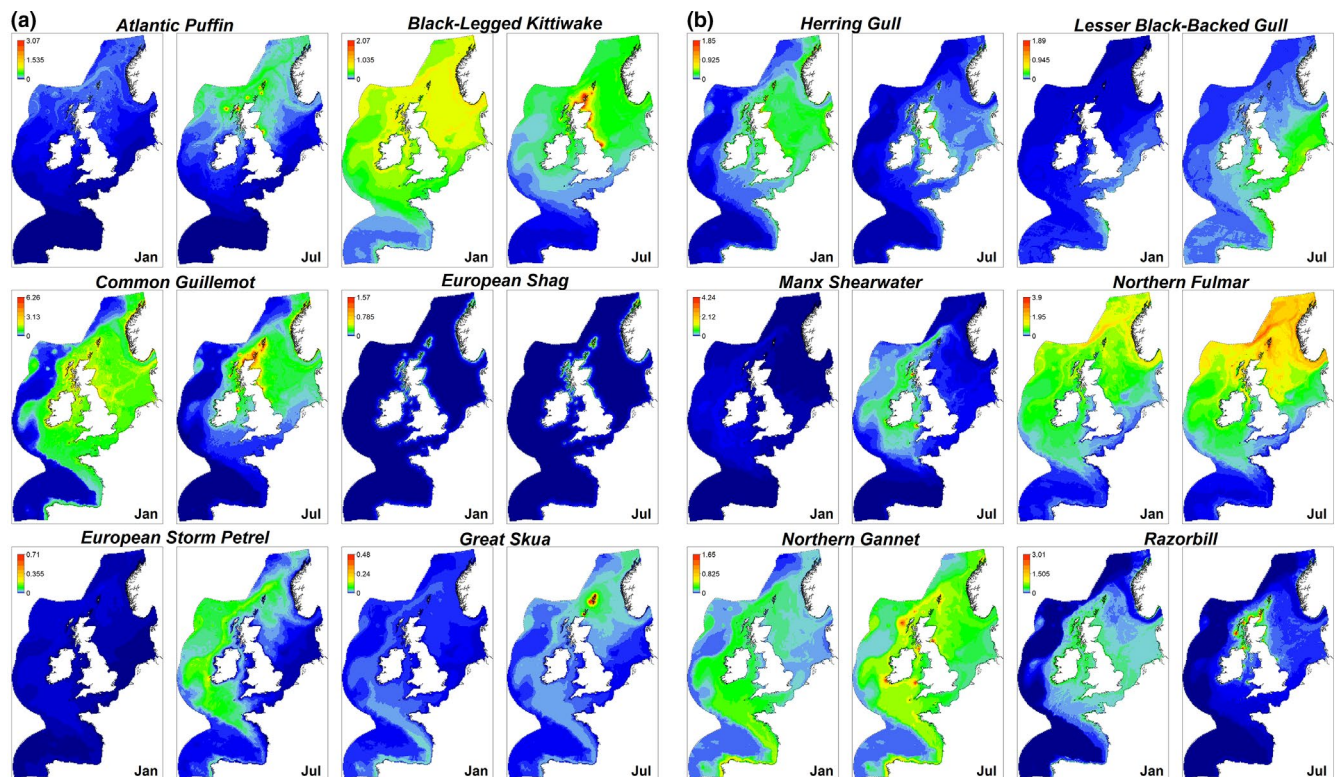 (a)
Atlantic Puffin
Black-Legged Kittiwake
3.07
1.535
0
Jan
Jul
2.07
1.035
0
Jan
Jul
Common Guillemot
European Shag
6.26
3.13
0
Jan
Jul
1.57
0.785
0
Jan
Jul
European Storm Petrel
Great Skua
0.71
0.355
0
Jan
Jul
0.48
0.24
0
Jan
Jul
(b)
Herring Gull
Lesser Black-Backed Gull
1.85
0.925
0
Jan
Jul
1.89
0.945
0
Jan
Jul
Manx Shearwater
Northern Fulmar
4.24
2.12
0
Jan
Jul
3.9
1.95
0
Jan
Jul
Northern Gannet
Razorbill
1.65
0.825
0
Jan
Jul
3.01
1.505
0
Jan
Jul